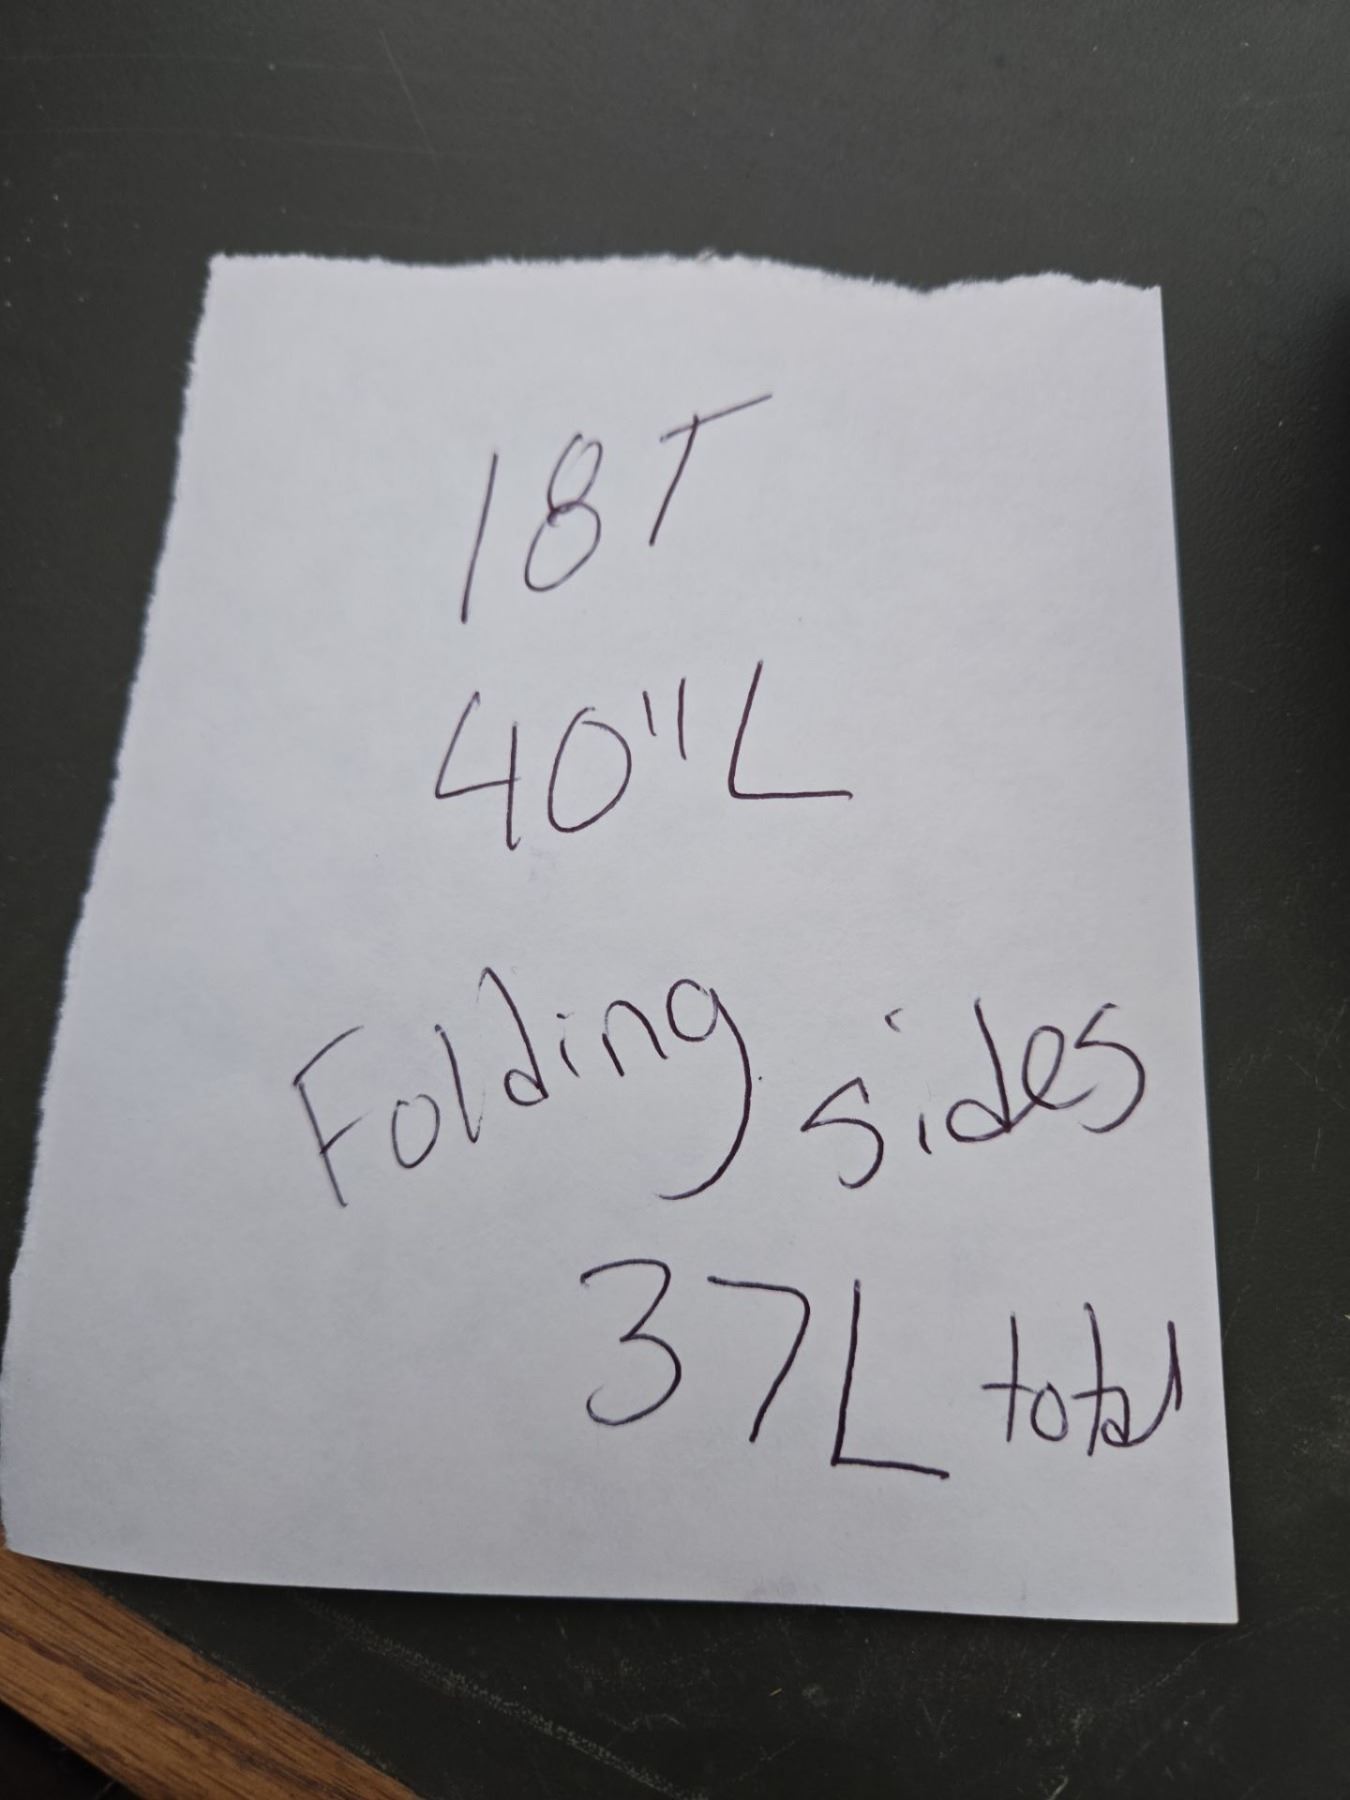 18T
40"L
Folding sides
37L total